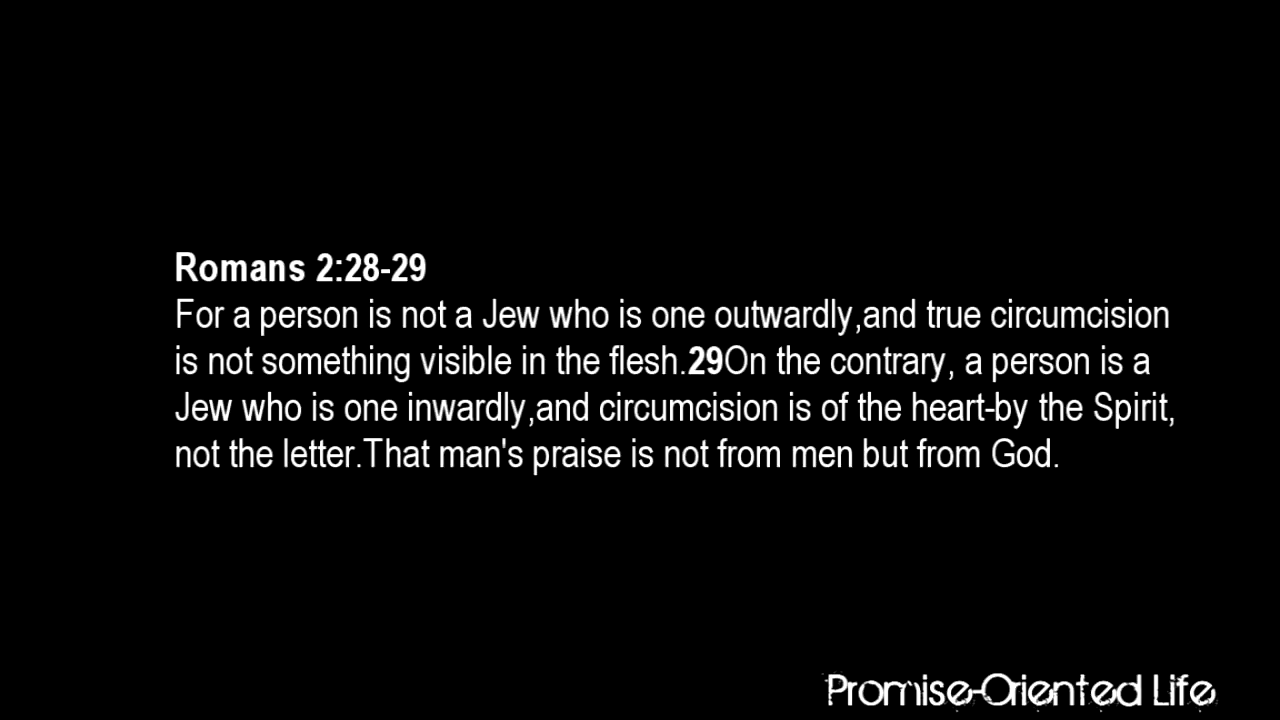 Romans 2:28-29
For a person is not a Jew who is one outwardly,and true circumcision
is not something visible in the flesh.29On the contrary, a person is a
Jew who is one inwardly,and circumcision is of the heart-by the Spirit,
not the letter.That man's praise is not from men but from God.
Promise-Oriented Life